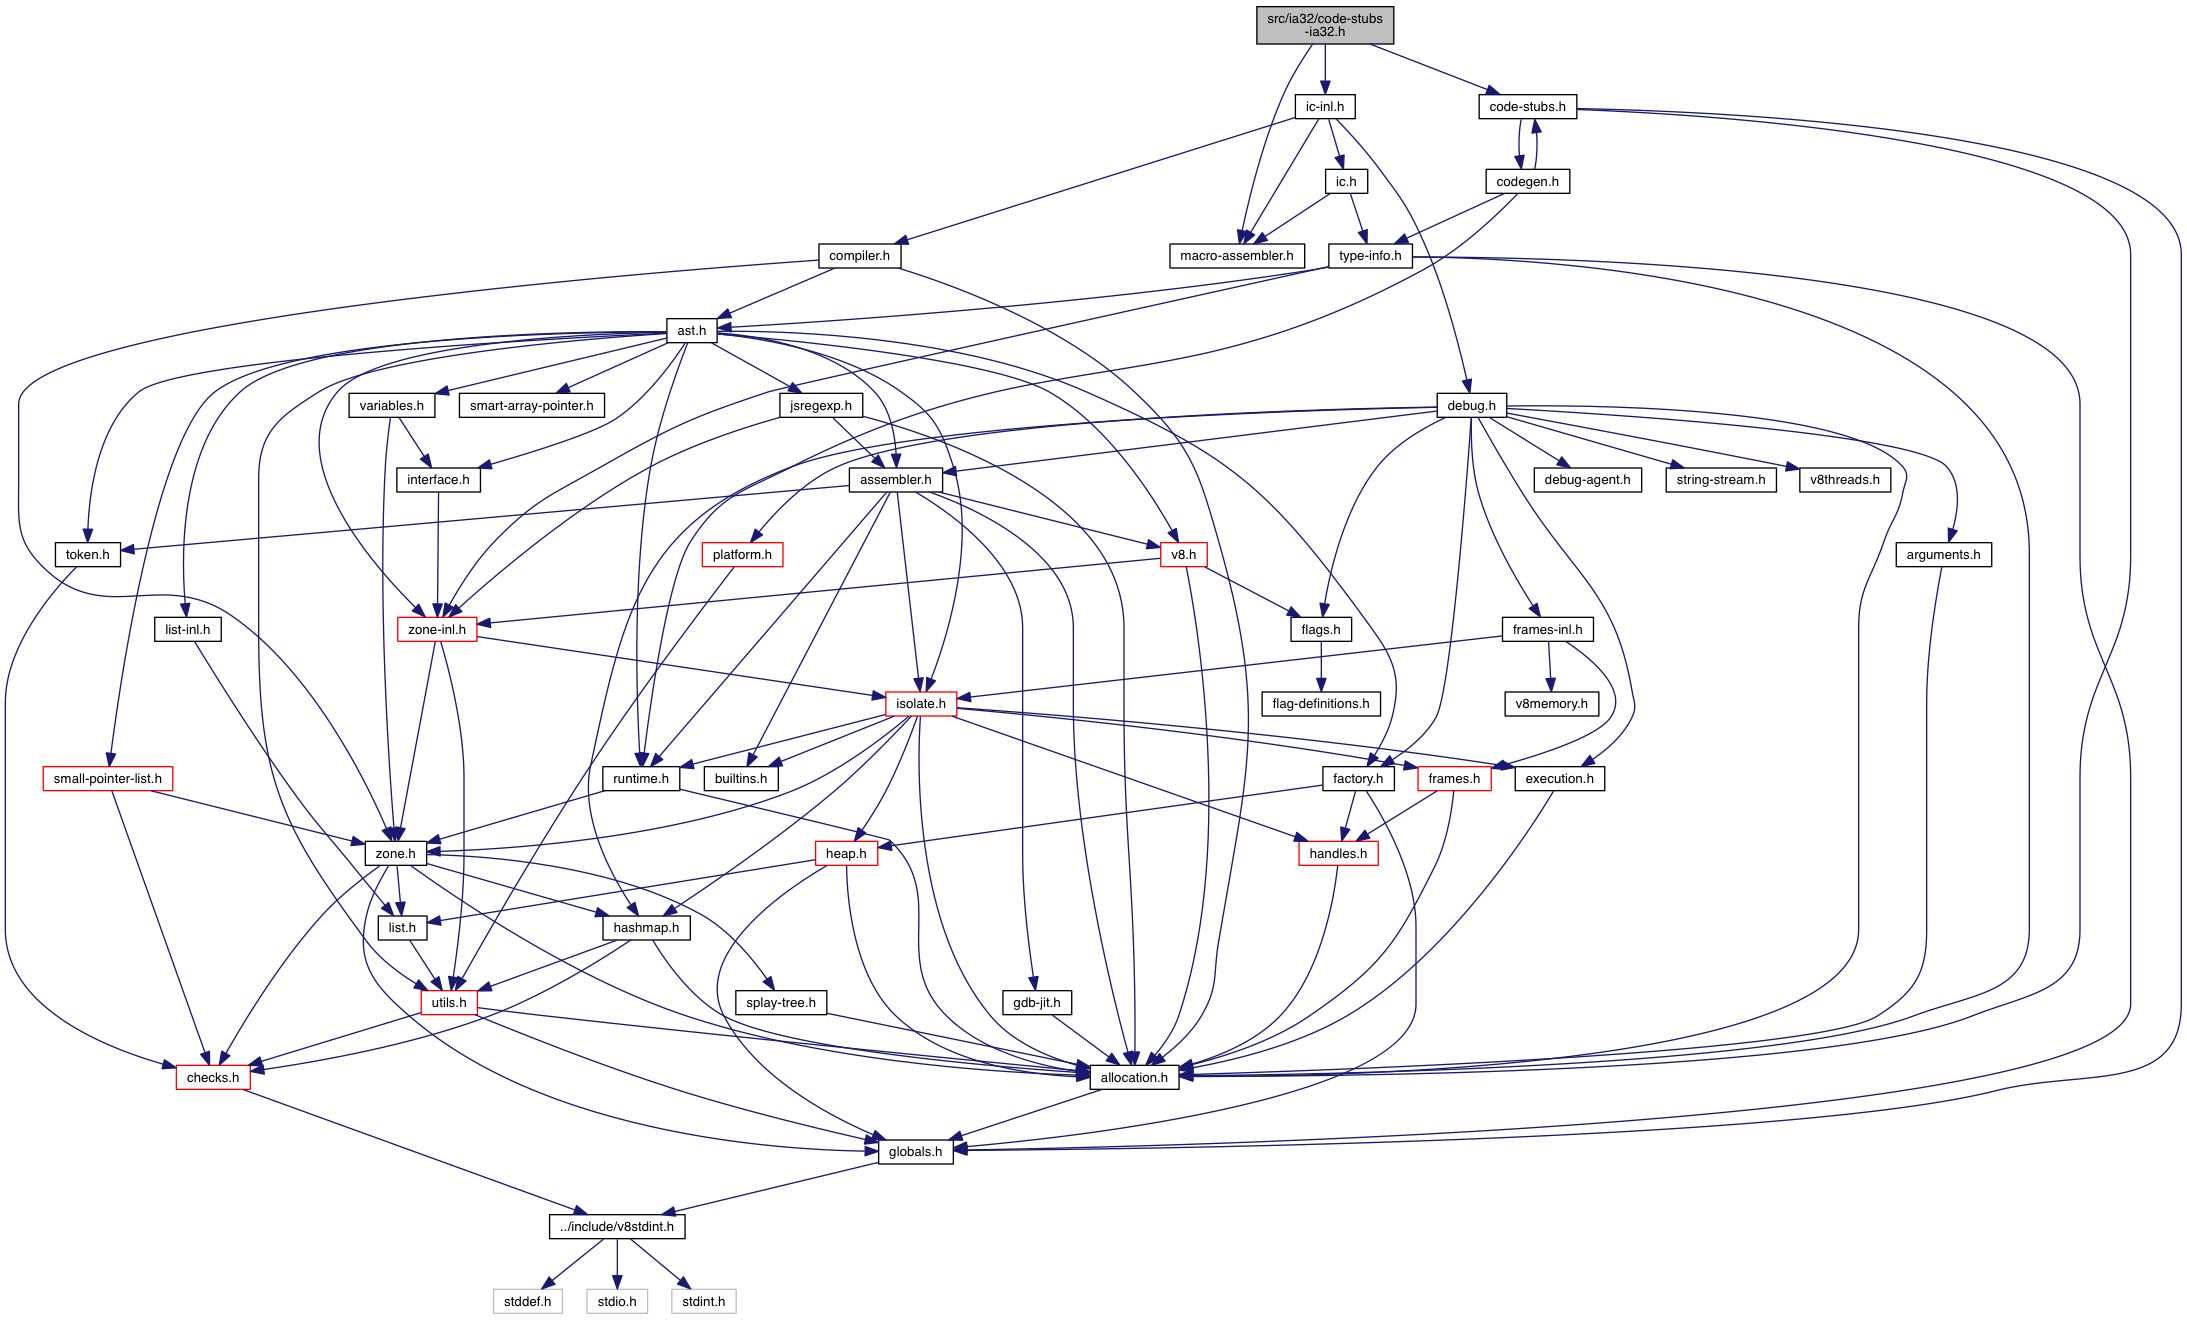 src/ia32/code-stubs
-ia32.h
ic-inl.h
code-stubs.h
ic.h
codegen.h
compiler.h
macro-assembler.h
type-info.h
ast.h
variables.h
smart-array-pointer.h
jsregexp.h
debug.h
interface.h
assembler.h
debug-agent.h
string-stream.h
v8threads.h
token.h
platform.h
v8.h
arguments.h
list-inl.h
zone-inl.h
flags.h
frames-inl.h
isolate.h
flag-definitions.h
v8memory.h
small-pointer-list.h
runtime.h
builtins.h
factory.h
frames.h
execution.h
zone.h
heap.h
handles.h
list.h
hashmap.h
utils.h
splay-tree.h
gdb-jit.h
checks.h
allocation.h
globals.h
../include/v8stdint.h
stddef.h
stdio.h
stdint.h